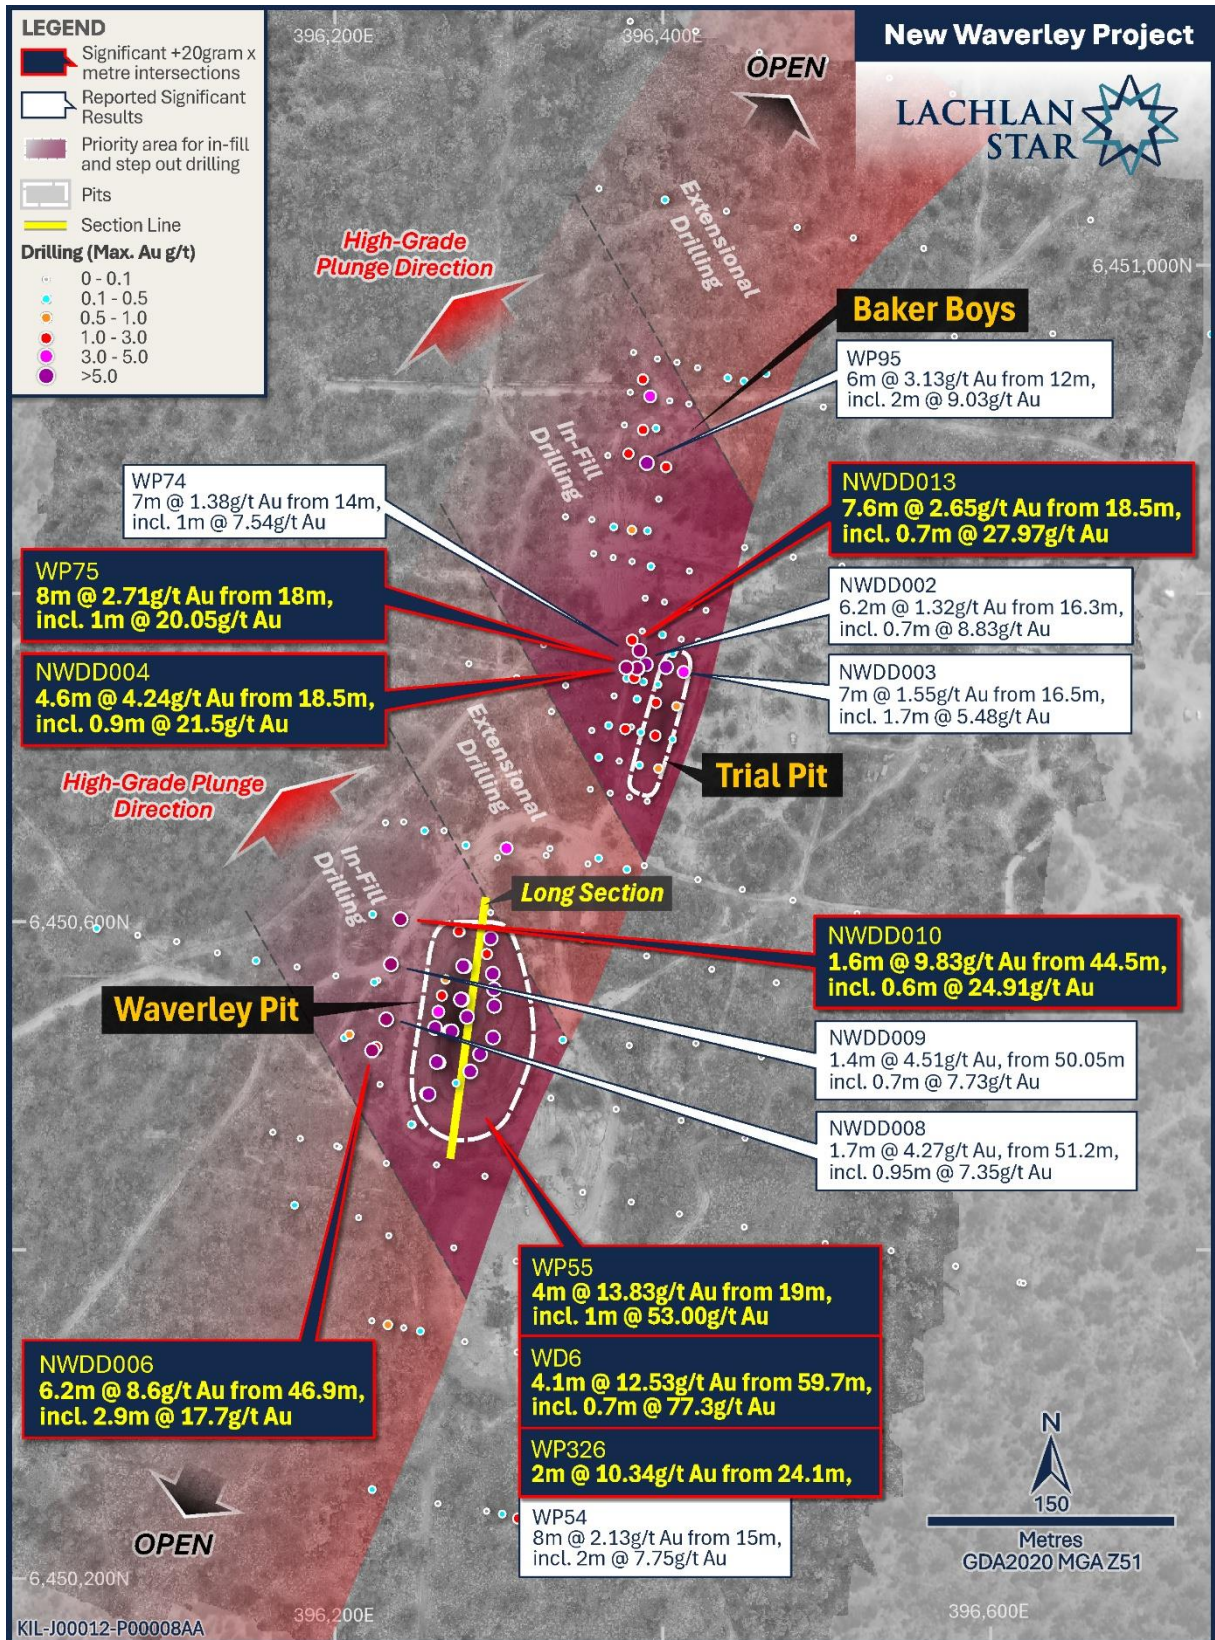 LEGEND
Significant +20gram x
metre intersections
Reported Significant
Results
Priority area for in-fill
and step out drilling
Pits
Section Line
Drilling (Max. Au g/t)
0 - 0.1
0.1 - 0.5
0.5 - 1.0
1.0 - 3.0
3.0 - 5.0
>5.0
396,200E
396,400E
New Waverley Project
LACHLAN
STAR
OPEN
High-Grade
Plunge Direction
Extensional
Drilling
6,451,000N
Baker Boys
WP95
6m @ 3.13g/t Au from 12m,
incl. 2m @ 9.03g/t Au
In-Fill
Drilling
WP74
7m @ 1.38g/t Au from 14m,
incl. 1m @ 7.54g/t Au
NWDD013
7.6m @ 2.65g/t Au from 18.5m,
incl. 0.7m @ 27.97g/t Au
WP75
8m @ 2.71g/t Au from 18m,
incl. 1m @ 20.05g/t Au
NWDD002
6.2m @ 1.32g/t Au from 16.3m,
incl. 0.7m @ 8.83g/t Au
NWDD004
4.6m @ 4.24g/t Au from 18.5m,
incl. 0.9m @ 21.5g/t Au
NWDD003
7m @ 1.55g/t Au from 16.5m,
incl. 1.7m @ 5.48g/t Au
Trial Pit
High-Grade Plunge
Direction
Extensional
Drilling
In-Fill
Drilling
Long Section
6,450,600N
NWDD010
1.6m @ 9.83g/t Au from 44.5m,
incl. 0.6m @ 24.91g/t Au
Waverley Pit
NWDD009
1.4m @ 4.51g/t Au, from 50.05m
incl. 0.7m @ 7.73g/t Au
NWDD008
1.7m @ 4.27g/t Au, from 51.2m,
incl. 0.95m @ 7.35g/t Au
WP55
4m @ 13.83g/t Au from 19m,
incl. 1m @ 53.00g/t Au
WD6
4.1m @ 12.53g/t Au from 59.7m,
incl. 0.7m @ 77.3g/t Au
WP326
2m @ 10.34g/t Au from 24.1m,
WP54
8m @ 2.13g/t Au from 15m,
incl. 2m @ 7.75g/t Au
NWDD006
6.2m @ 8.6g/t Au from 46.9m,
incl. 2.9m @ 17.7g/t Au
OPEN
N
150
Metres
GDA2020 MGA Z51
6,450,200N
396,200E
396,600E
KIL-J00012-P00008AA